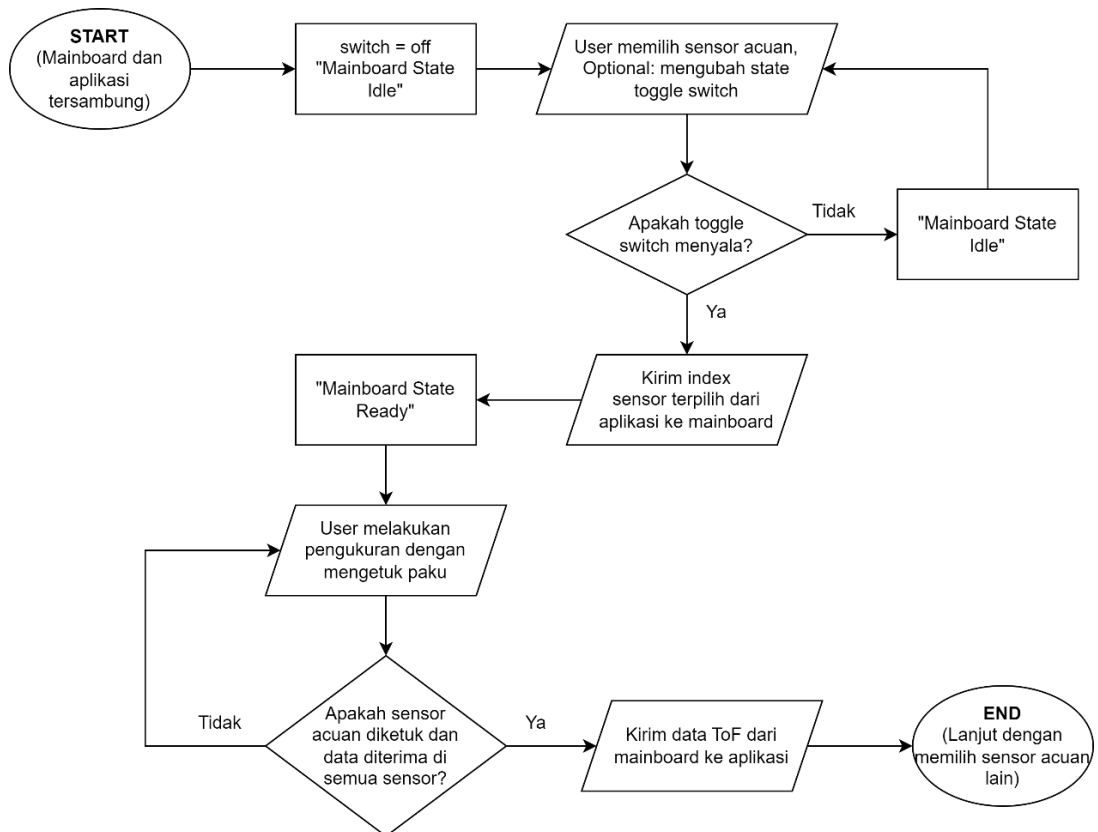 START
(Mainboard dan
aplikasi
tersambung)
switch = off
"Mainboard State
Idle"
User memilih sensor acuan,
Optional: mengubah state
toggle switch
Apakah toggle
switch menyala?
Tidak
"Mainboard State
Idle"
Ya
Kirim index
sensor terpilih dari
aplikasi ke mainboard
"Mainboard State
Ready"
User melakukan
pengukuran dengan
mengetuk paku
Apakah sensor
acuan diketuk dan
data diterima di
semua sensor?
Tidak
Ya
Kirim data ToF dari
mainboard ke aplikasi
END
(Lanjut dengan
memilih sensor acuan
lain)